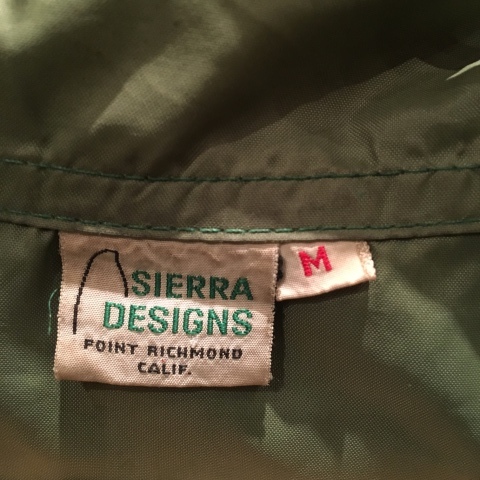 SIERRA
DESIGNS
POINT RICHMOND
CALIF.
M